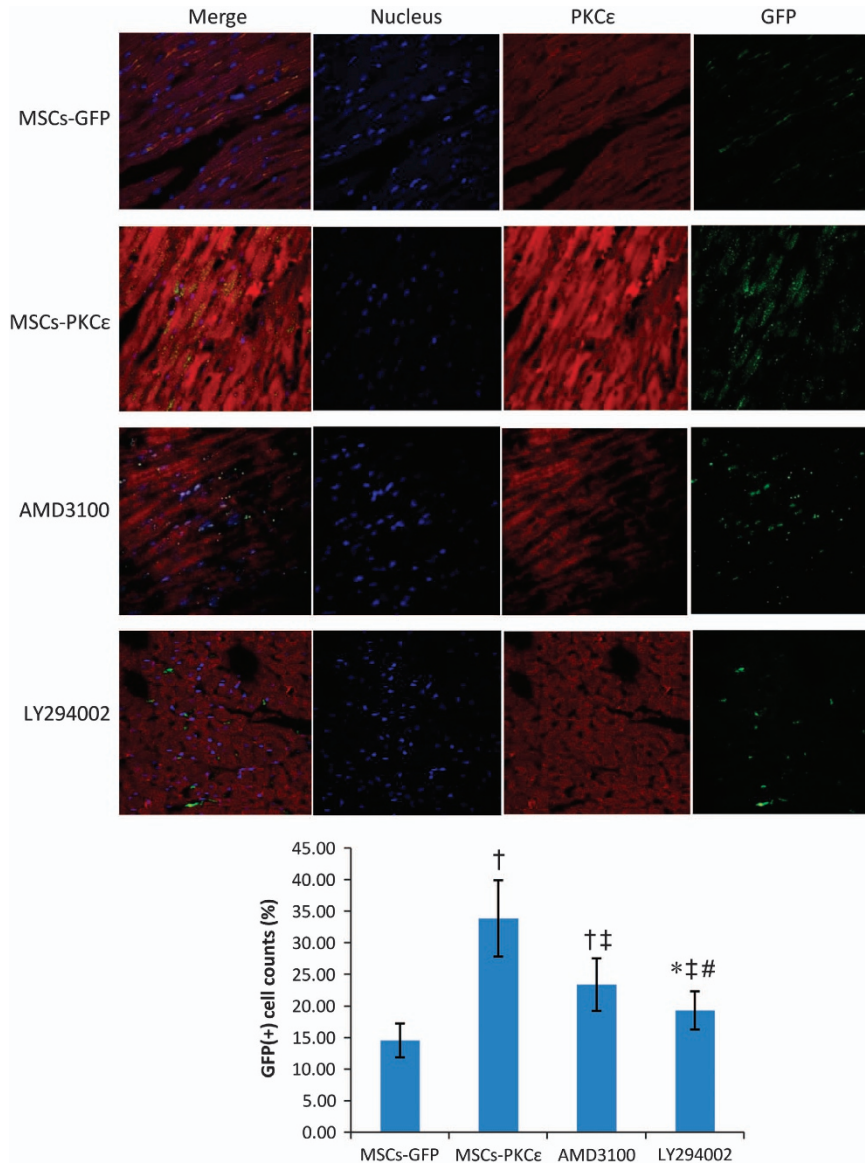 Merge Nucleus PKCε GFP
MSCs-GFP
MSCs-PKCε
AMD3100
LY294002
GFP(+) cell counts (%)
45.00
40.00
35.00
30.00
25.00
20.00
15.00
10.00
5.00
0.00
†
†‡
*‡#
MSCs-GFP MSCs-PKCε AMD3100 LY294002